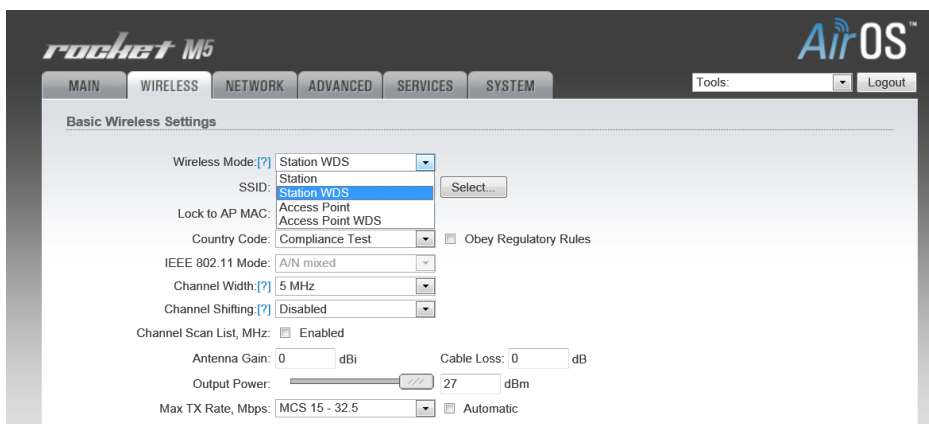 rocket M5
AirOS™
MAIN WIRELESS NETWORK ADVANCED SERVICES SYSTEM Tools: Logout
Basic Wireless Settings
Wireless Mode:[?] Station WDS
Station
SSID: Station WDS Select...
Access Point
Lock to AP MAC: Access Point WDS
Country Code: Compliance Test Obey Regulatory Rules
IEEE 802.11 Mode: A/N mixed
Channel Width:[?] 5 MHz
Channel Shifting:[?] Disabled
Channel Scan List, MHz: Enabled
Antenna Gain: 0 dBi Cable Loss: 0 dB
Output Power: 27 dBm
Max TX Rate, Mbps: MCS 15 - 32.5 Automatic